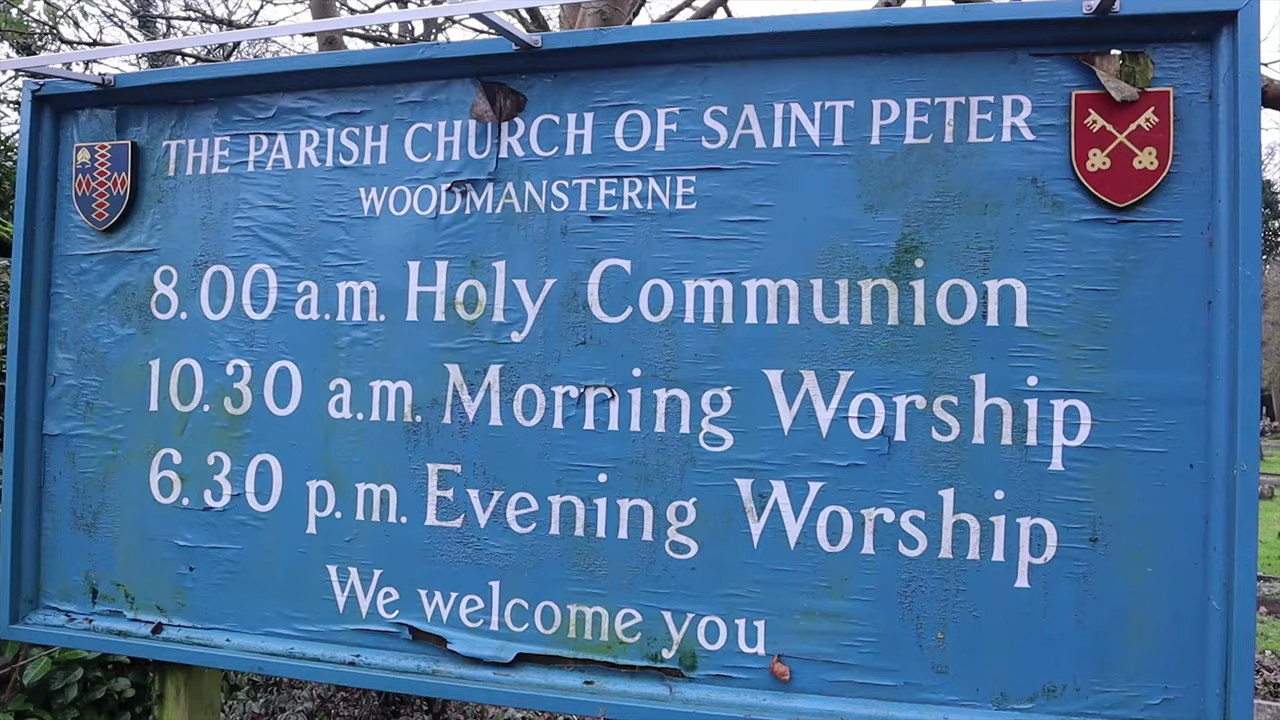 THE PARISH CHURCH OF SAINT PETER
WOODMANSTERNE
8.00 a.m. Holy Communion
10.30 a.m. Morning Worship
6.30 p.m. Evening Worship
We welcome you